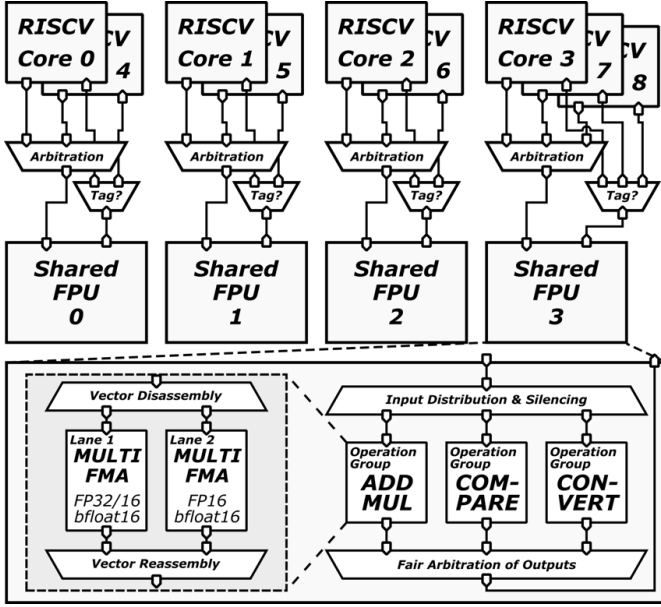 RISCV
Core 0
CV
4
RISCV
Core 1
CV
5
RISCV
Core 2
CV
6
RISCV
Core 3
CV
7
CV
8
Arbitration
Arbitration
Arbitration
Arbitration
Tag?
Tag?
Tag?
Tag?
Shared
FPU
0
Shared
FPU
1
Shared
FPU
2
Shared
FPU
3
Vector Disassembly
Lane 1
MULTI
FMA
FP32/16
bfloat16
Lane 2
MULTI
FMA
FP16
bfloat16
Vector Reassembly
Input Distribution & Silencing
Operation
Group
ADD
MUL
Operation
Group
COM-
PARE
Operation
Group
CON-
VERT
Fair Arbitration of Outputs